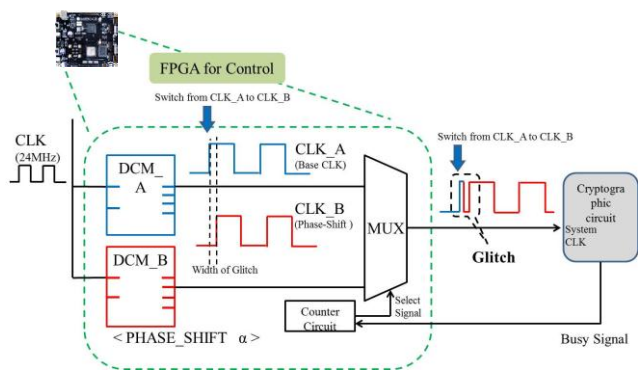 FPGA for Control
Switch from CLK_A to CLK_B
CLK
(24MHz)
DCM_
A
CLK_A
(Base CLK)
Switch from CLK_A to CLK_B
CLK_B
(Phase-Shift )
MUX
Cryptogra
phic
circuit
System
CLK
Glitch
DCM_B
Width of Glitch
Select
Signal
Counter
Circuit
< PHASE_SHIFT α >
Busy Signal